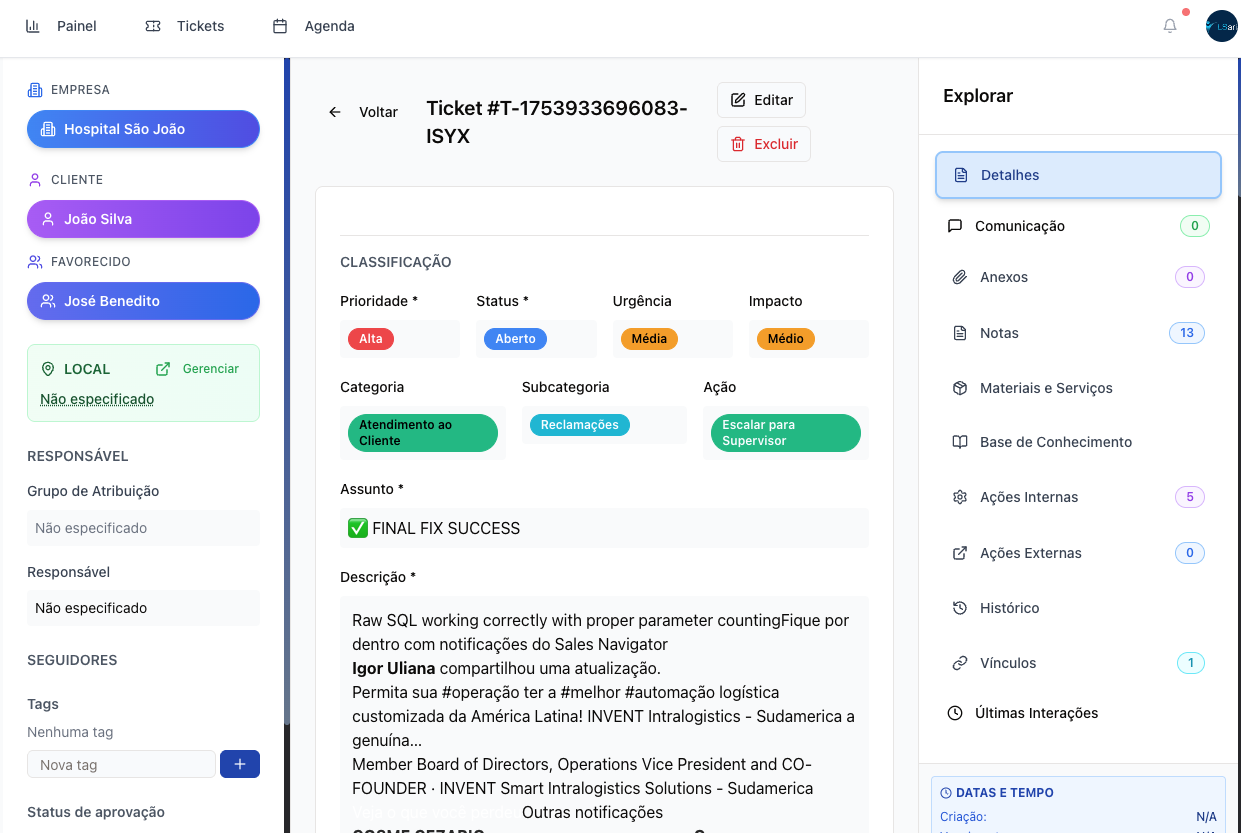 Painel
Tickets
Agenda
LSari
EMPRESA
Hospital São João
CLIENTE
João Silva
FAVORECIDO
José Benedito
LOCAL
Gerenciar
Não especificado
RESPONSÁVEL
Grupo de Atribuição
Não especificado
Responsável
Não especificado
SEGUIDORES
Tags
Nenhuma tag
Nova tag
Status de aprovação
Voltar
Ticket #T-1753933696083-
ISYX
Editar
Excluir
CLASSIFICAÇÃO
Prioridade *
Status *
Urgência
Impacto
Alta
Aberto
Média
Médio
Categoria
Subcategoria
Ação
Atendimento ao
Cliente
Reclamações
Escalar para
Supervisor
Assunto *
✅ FINAL FIX SUCCESS
Descrição *
Raw SQL working correctly with proper parameter countingFique por
dentro com notificações do Sales Navigator
Igor Uliana compartilhou uma atualização.
Permita sua #operação ter a #melhor #automação logística
customizada da América Latina! INVENT Intralogistics - Sudamerica a
genuína...
Member Board of Directors, Operations Vice President and CO-
FOUNDER · INVENT Smart Intralogistics Solutions - Sudamerica
Outras notificações
Explorar
Detalhes
Comunicação 0
Anexos 0
Notas 13
Materiais e Serviços
Base de Conhecimento
Ações Internas 5
Ações Externas 0
Histórico
Vínculos 1
Últimas Interações
DATAS E TEMPO
Criação: N/A